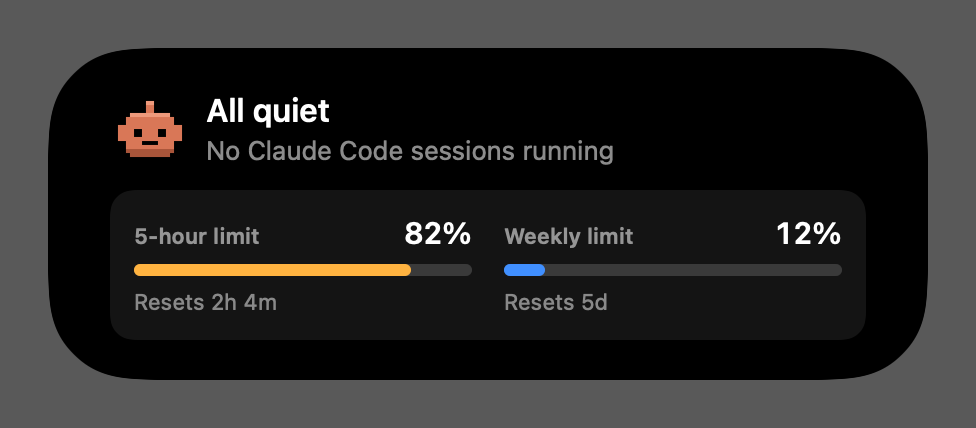 All quiet
No Claude Code sessions running
5-hour limit 82%
Resets 2h 4m
Weekly limit 12%
Resets 5d